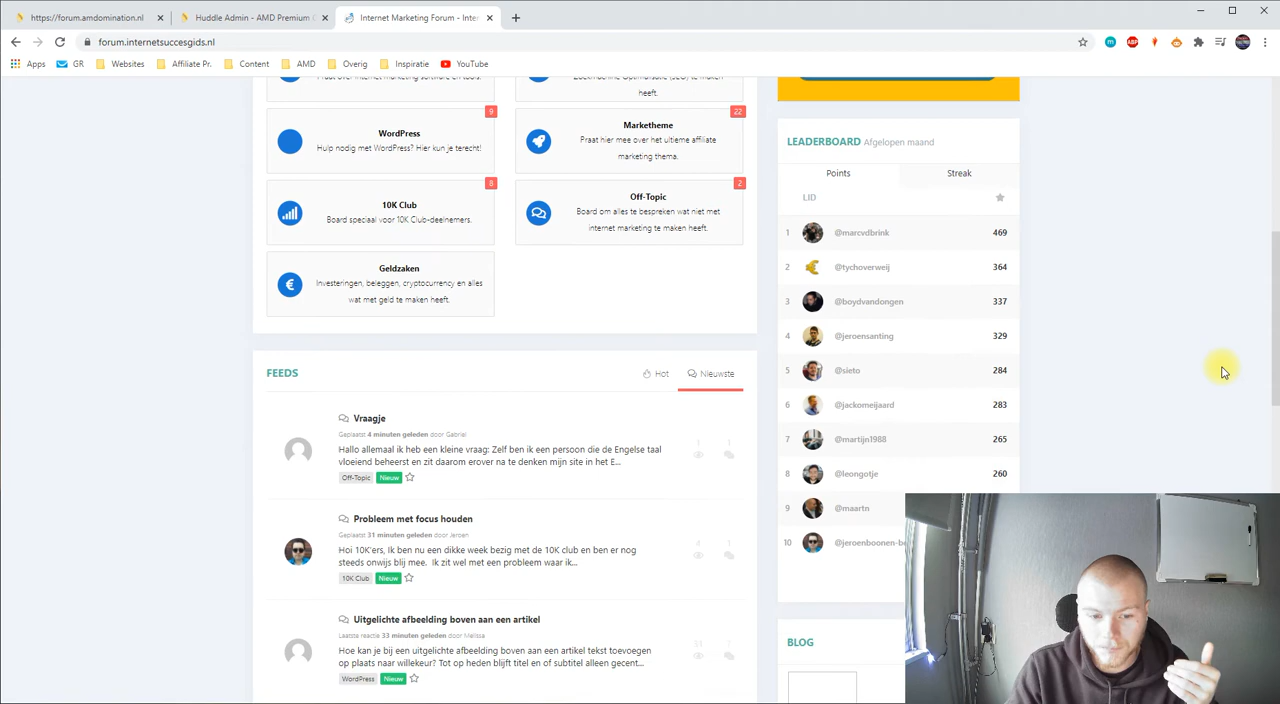 https://forum.amdomination.nl
Huddle Admin - AMD Premium
Internet Marketing Forum - Inter
forum.internetsuccesgids.nl
Apps
GR
Websites
Affiliate Pr.
Content
AMD
Overig
Inspiratie
YouTube
heeft.
9
WordPress
Hulp nodig met WordPress? Hier kun je terecht!
22
Marketheme
Praat hier mee over het ultieme affiliate
marketing thema.
8
10K Club
Board speciaal voor 10K Club-deelnemers.
2
Off-Topic
Board om alles te bespreken wat niet met
internet marketing te maken heeft.
Geldzaken
Investeringen, beleggen, cryptocurrency en alles
wat met geld te maken heeft.
FEEDS
Hot
Nieuwste
Vraagje
Geplaatst 4 minuten geleden door Gabriel
Hallo allemaal ik heb een kleine vraag: Zelf ben ik een persoon die de Engelse taal
vloeiend beheerst en zit daarom erover na te denken mijn site in het E...
Off-Topic Nieuw
Probleem met focus houden
Geplaatst 31 minuten geleden door Jeroen
Hoi 10K'ers, Ik ben nu een dikke week bezig met de 10K club en ben er nog
steeds onwijs blij mee. Ik zit wel met een probleem waar ik...
10K Club Nieuw
Uitgelichte afbeelding boven aan een artikel
Laatste reactie 33 minuten geleden door Melissa
Hoe kan je bij een uitgelichte afbeelding boven aan een artikel tekst toevoegen
op plaats naar willekeur? Tot op heden blijft titel en of subtitel alleen gecent...
WordPress Nieuw
LEADERBOARD Afgelopen maand
Points
Streak
LID
1 @marcvdbrink 469
2 @tychoverweij 364
3 @boydvandongen 337
4 @jeroensanting 329
5 @sieto 284
6 @jackomeijaard 283
7 @martijn1988 265
8 @leongotje 260
9 @maartn
10 @jeroenboonen-be
BLOG